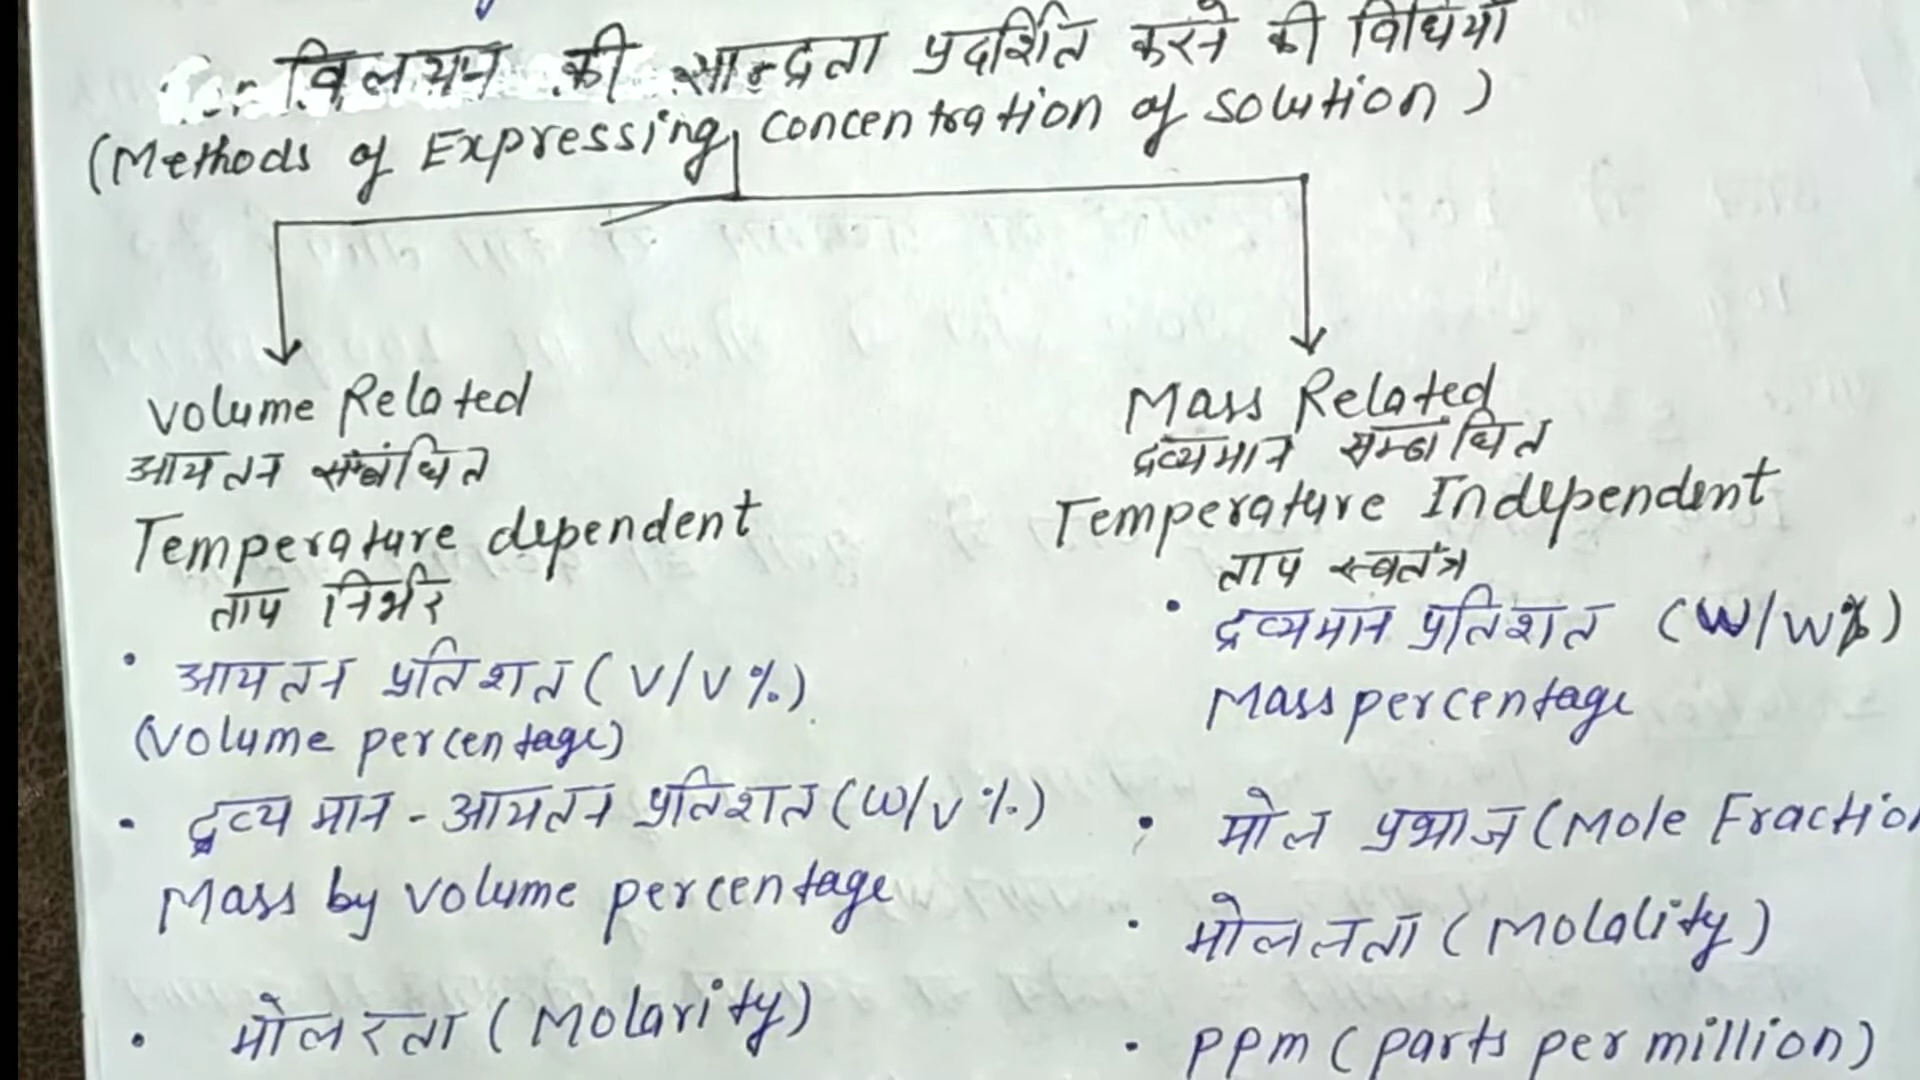 विलयन की सान्द्रता प्रदर्शित करने की विधियाँ
(Methods of Expressing concentration of solution)
Volume Related
आयतन संबंधित
Temperature dependent
ताप निर्भर
• आयतन प्रतिशत (V/V %)
(Volume percentage)
• द्रव्यमान - आयतन प्रतिशत (W/V %)
Mass by volume percentage
• मोलरता (Molarity)
Mass Related
द्रव्यमान सम्बंधित
Temperature Independent
ताप स्वतंत्र
• द्रव्यमान प्रतिशत (W/W%)
Mass percentage
• मोल प्रभाज (Mole Fraction
• मोललता (Molality)
• PPm (parts per million)